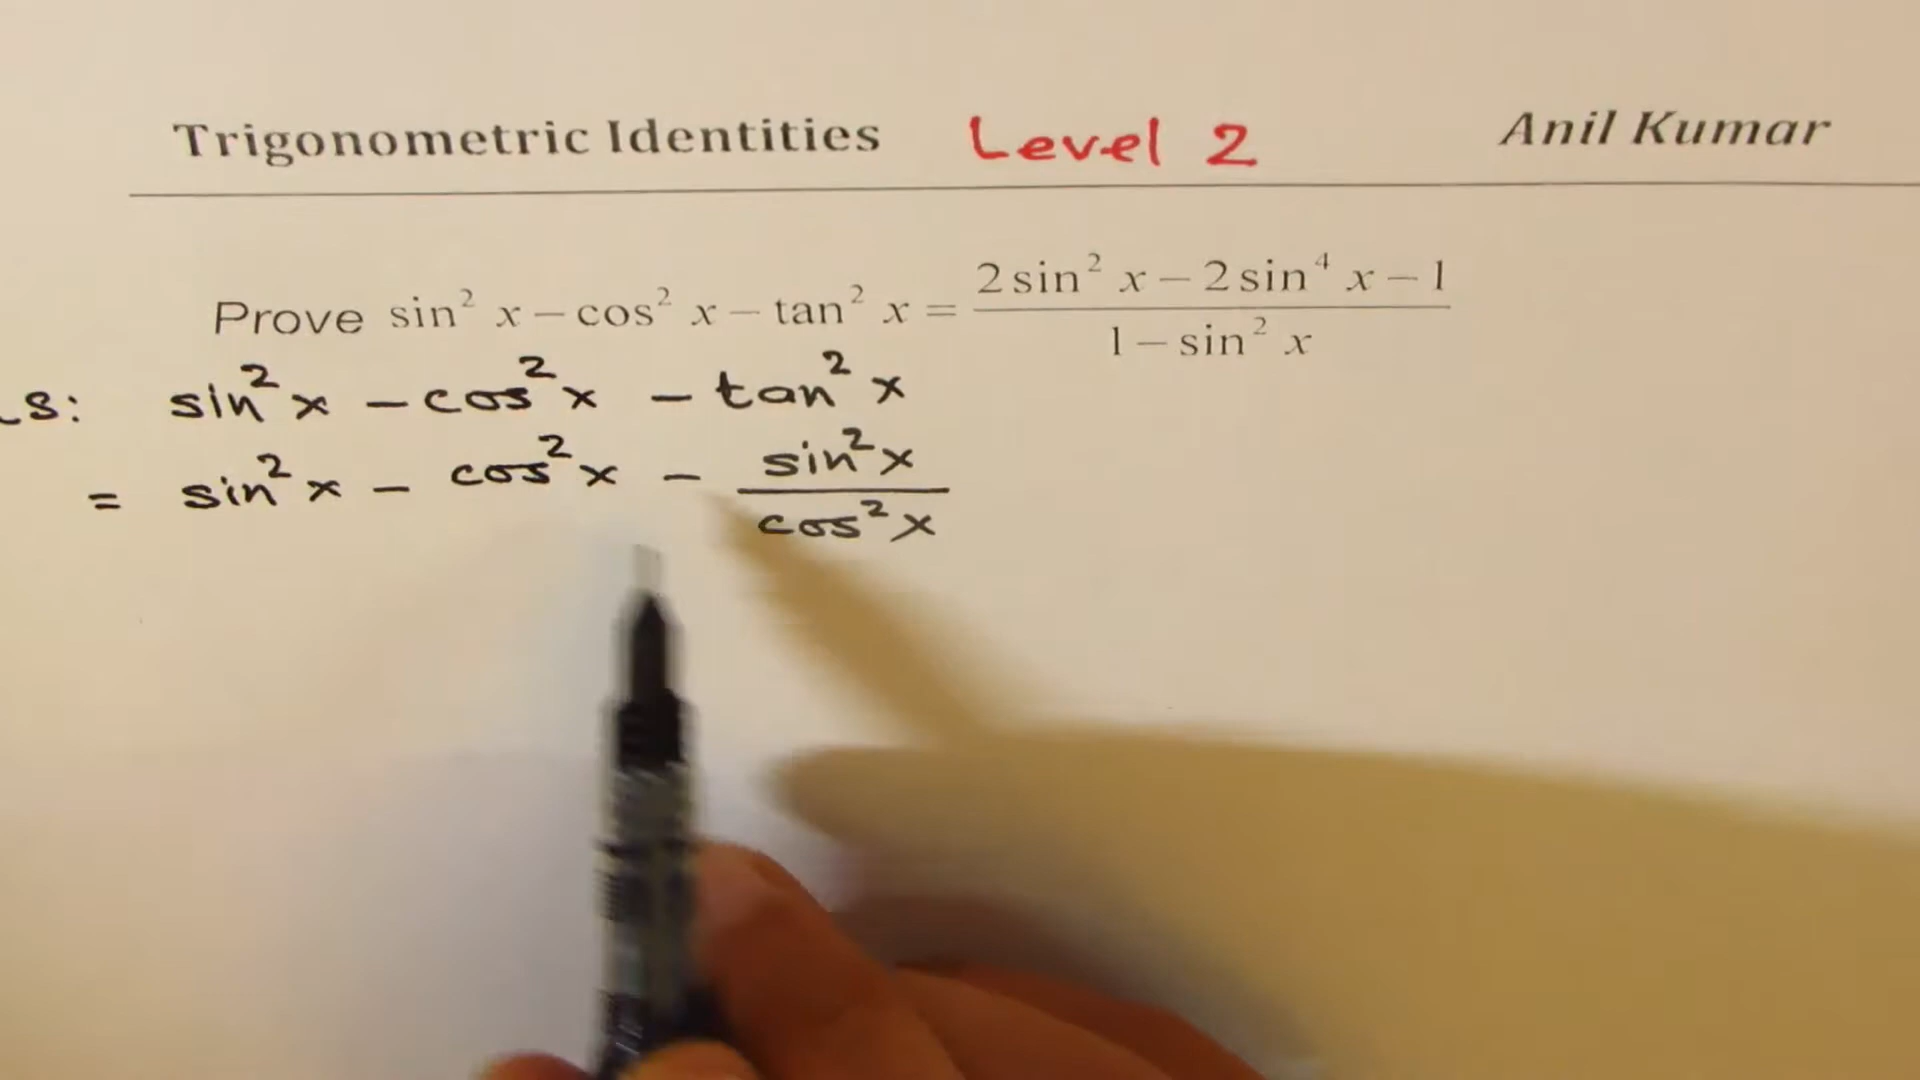 Trigonometric Identities Level 2 Anil Kumar
Prove sin² x – cos² x – tan² x = (2 sin² x – 2 sin⁴ x – 1) / (1 – sin² x)
S: sin²x – cos²x – tan²x
= sin²x – cos²x – sin²x / cos²x